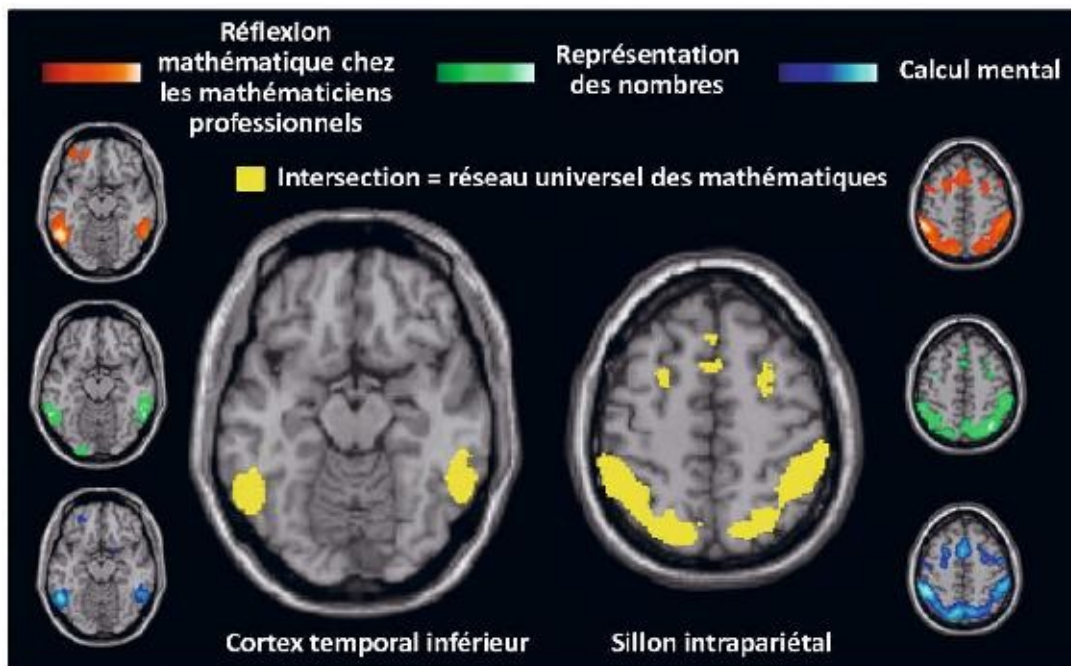 Réflexion
mathématique chez
les mathématiciens
professionnels
Représentation
des nombres
Calcul mental
Intersection = réseau universel des mathématiques
Cortex temporal inférieur
Sillon intrapariétal